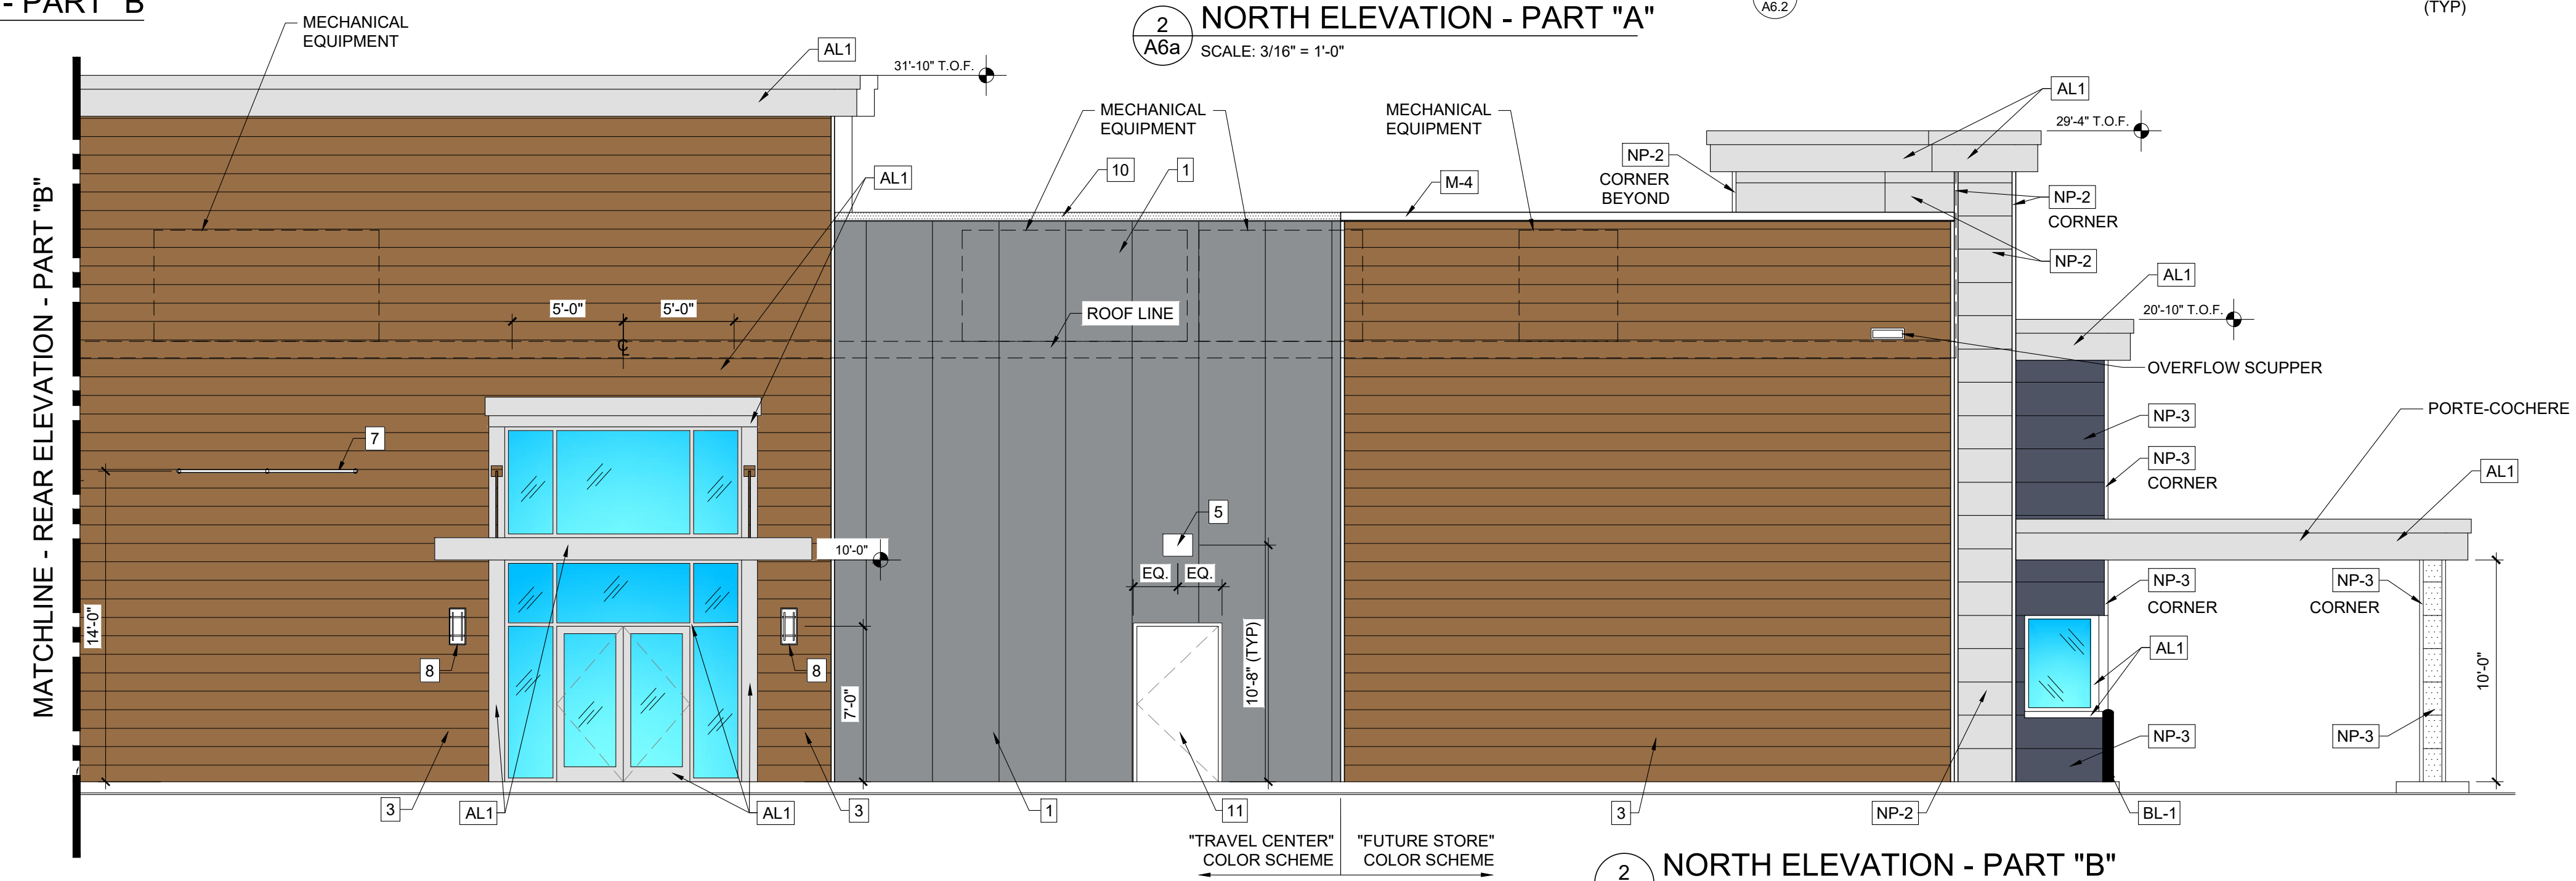 - PART "B"
2
A6a
NORTH ELEVATION - PART "A"
SCALE: 3/16" = 1'-0"
A6.2
(TYP)
MECHANICAL
EQUIPMENT
AL1
31'-10" T.O.F.
MECHANICAL
EQUIPMENT
MECHANICAL
EQUIPMENT
AL1
29'-4" T.O.F.
10
1
NP-2
CORNER
BEYOND
M-4
AL1
NP-2
CORNER
NP-2
AL1
MATCHLINE - REAR ELEVATION - PART "B"
5'-0"
5'-0"
CL
ROOF LINE
20'-10" T.O.F.
OVERFLOW SCUPPER
PORTE-COCHERE
NP-3
7
NP-3
CORNER
AL1
5
10'-0"
EQ.
EQ.
NP-3
CORNER
NP-3
CORNER
14'-0"
8
8
7'-0"
10'-8" (TYP)
AL1
10'-0"
NP-3
NP-3
3
AL1
AL1
3
1
11
3
NP-2
BL-1
"TRAVEL CENTER"
COLOR SCHEME
"FUTURE STORE"
COLOR SCHEME
2
NORTH ELEVATION - PART "B"